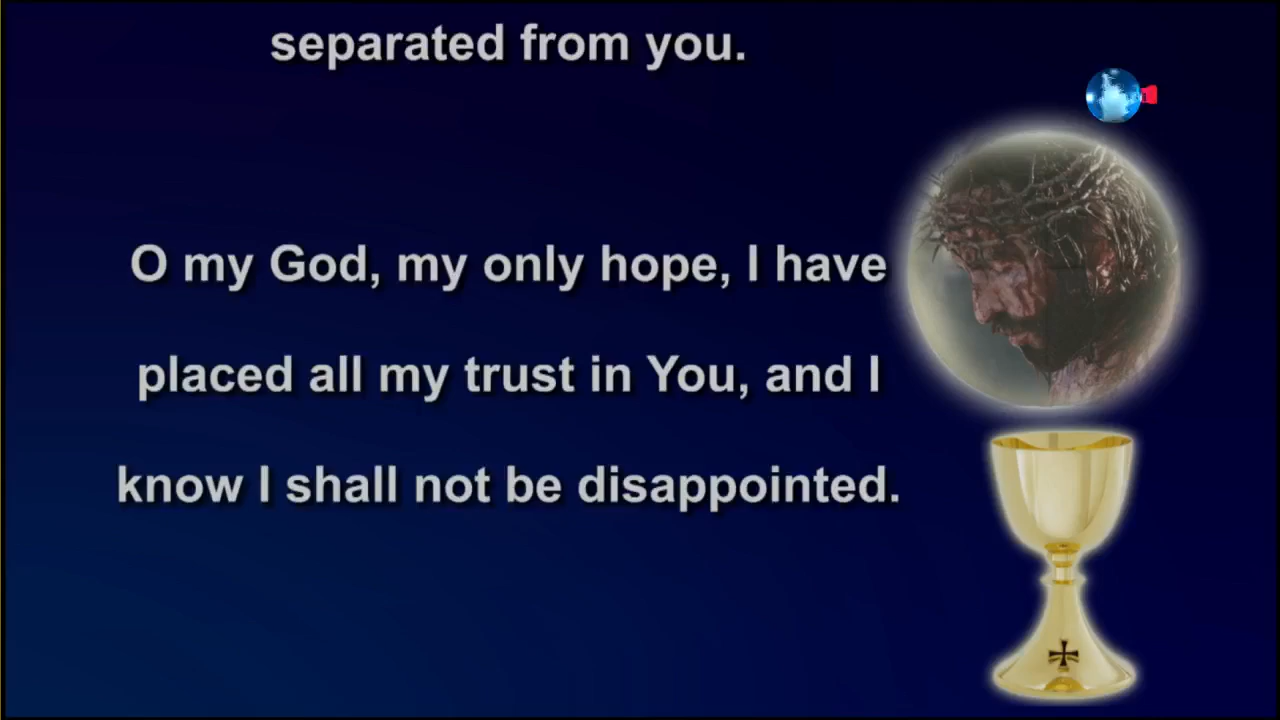 separated from you.
O my God, my only hope, I have
placed all my trust in You, and I
know I shall not be disappointed.